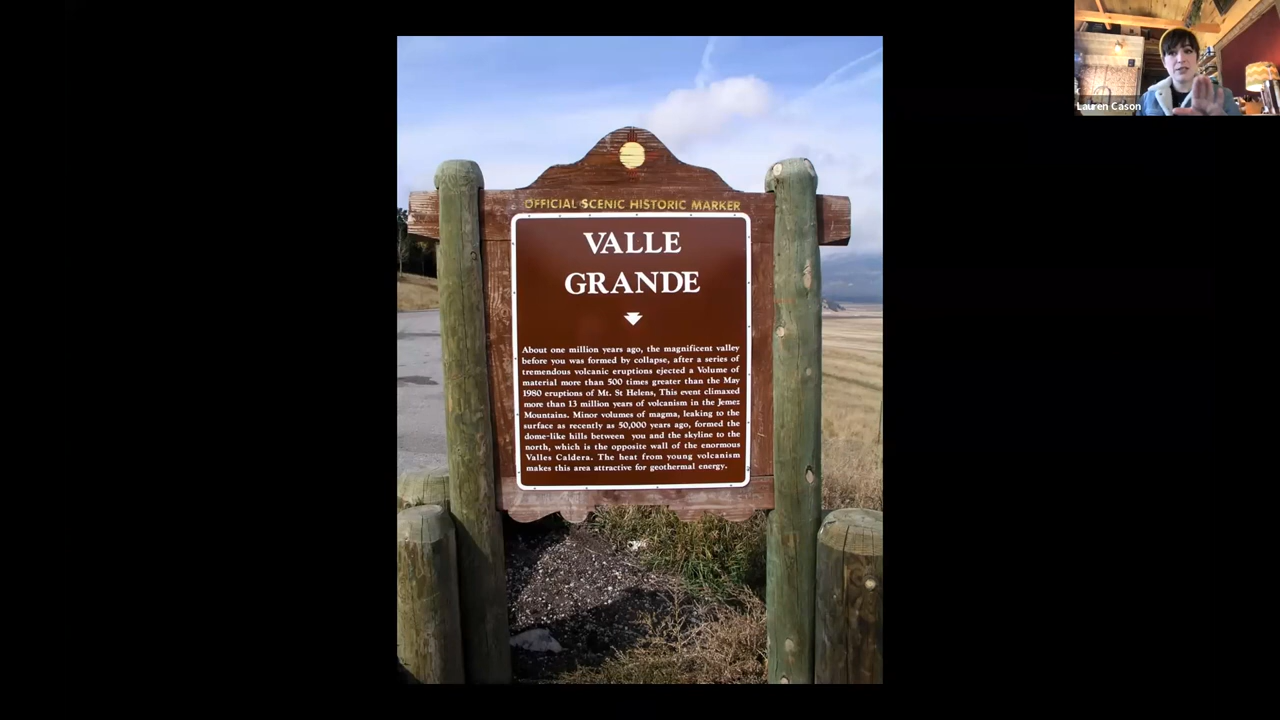 Lauren Cason
OFFICIAL SCENIC HISTORIC MARKER
VALLE
GRANDE
About one million years ago, the magnificent valley
before you was formed by collapse, after a series of
tremendous volcanic eruptions ejected a Volume of
material more than 500 times greater than the May
1980 eruptions of Mt. St Helens, This event climaxed
more than 13 million years of volcanism in the Jemez
Mountains. Minor volumes of magma, leaking to the
surface as recently as 50,000 years ago, formed the
dome-like hills between you and the skyline to the
north, which is the opposite wall of the enormous
Valles Caldera. The heat from young volcanism
makes this area attractive for geothermal energy.